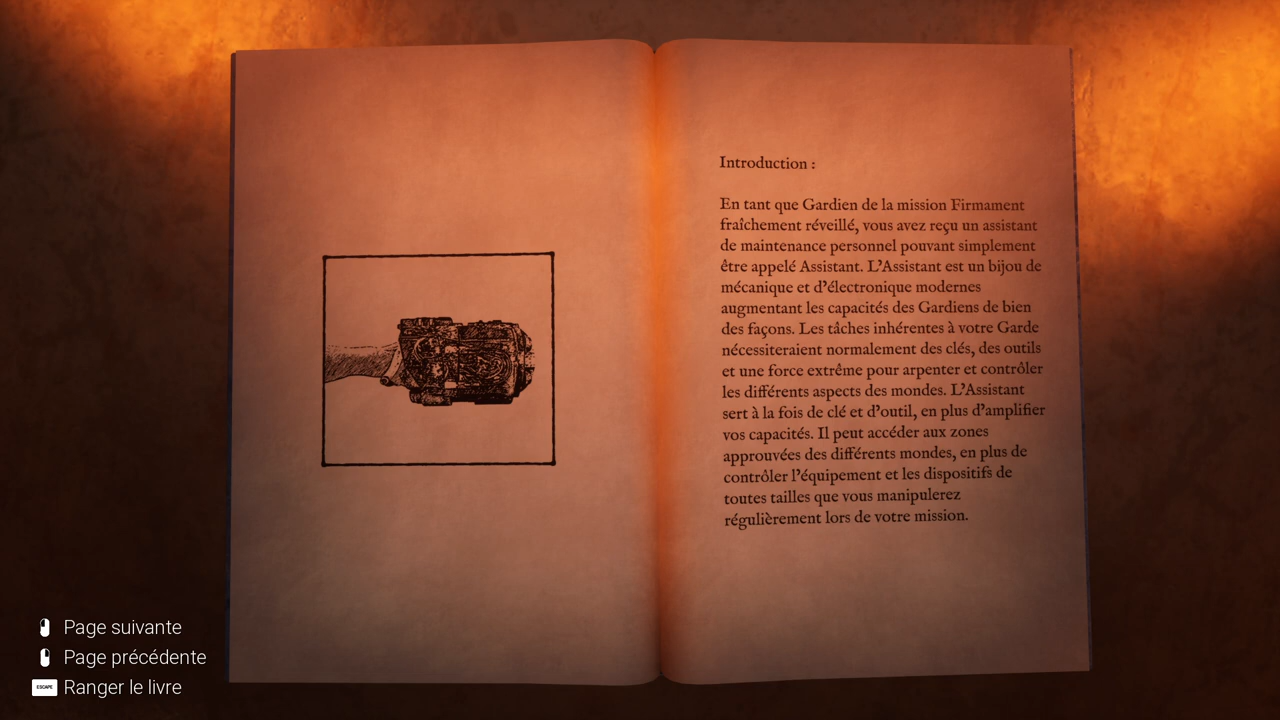 Introduction :
En tant que Gardien de la mission Firmament
fraîchement réveillé, vous avez reçu un assistant
de maintenance personnel pouvant simplement
être appelé Assistant. L'Assistant est un bijou de
mécanique et d'électronique modernes
augmentant les capacités des Gardiens de bien
des façons. Les tâches inhérentes à votre Garde
nécessiteraient normalement des clés, des outils
et une force extrême pour arpenter et contrôler
les différents aspects des mondes. L'Assistant
sert à la fois de clé et d'outil, en plus d'amplifier
vos capacités. Il peut accéder aux zones
approuvées des différents mondes, en plus de
contrôler l'équipement et les dispositifs de
toutes tailles que vous manipulerez
régulièrement lors de votre mission.
Page suivante
Page précédente
ESCAPE Ranger le livre